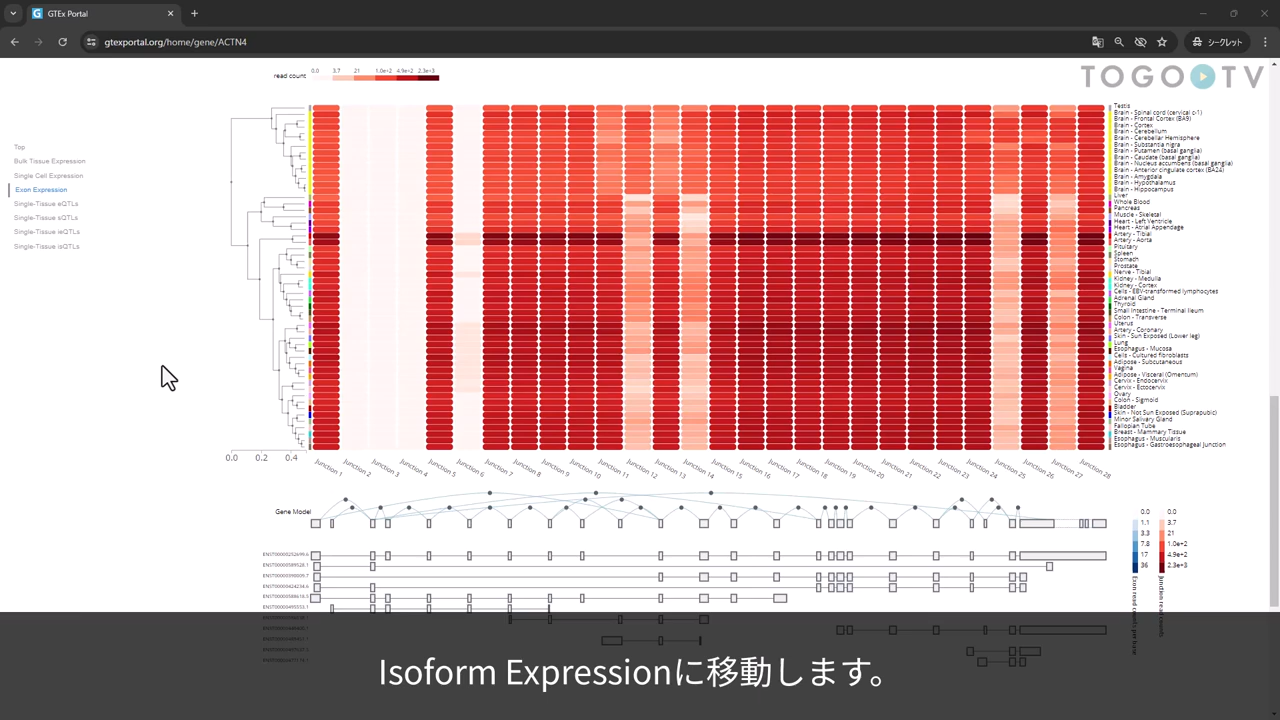 GTEx Portal
gtexportal.org/home/gene/ACTN4
シークレット
TOGO TV
read count
0.0 3.7 21 1.0e+2 4.9e+2 2.3e+3
Top
Bulk Tissue Expression
Single Cell Expression
Exon Expression
Single-Tissue eQTLs
Single-Tissue sQTLs
Single-Tissue ieQTLs
Single-Tissue isQTLs
Testis
Brain - Spinal cord (cervical c-1)
Brain - Frontal Cortex (BA9)
Brain - Cortex
Brain - Cerebellum
Brain - Cerebellar Hemisphere
Brain - Substantia nigra
Brain - Putamen (basal ganglia)
Brain - Caudate (basal ganglia)
Brain - Nucleus accumbens (basal ganglia)
Brain - Anterior cingulate cortex (BA24)
Brain - Amygdala
Brain - Hypothalamus
Brain - Hippocampus
Liver
Whole Blood
Pancreas
Muscle - Skeletal
Heart - Left Ventricle
Heart - Atrial Appendage
Artery - Tibial
Artery - Aorta
Pituitary
Spleen
Stomach
Prostate
Nerve - Tibial
Kidney - Medulla
Kidney - Cortex
Cells - EBV-transformed lymphocytes
Adrenal Gland
Thyroid
Small Intestine - Terminal Ileum
Colon - Transverse
Uterus
Artery - Coronary
Skin - Sun Exposed (Lower leg)
Lung
Esophagus - Mucosa
Cells - Cultured fibroblasts
Adipose - Subcutaneous
Vagina
Adipose - Visceral (Omentum)
Cervix - Endocervix
Cervix - Ectocervix
Ovary
Colon - Sigmoid
Bladder
Skin - Not Sun Exposed (Suprapubic)
Minor Salivary Gland
Fallopian Tube
Breast - Mammary Tissue
Esophagus - Muscularis
Esophagus - Gastroesophageal Junction
0.0 0.2 0.4
Junction 1 Junction 2 Junction 3 Junction 4 Junction 5 Junction 6 Junction 7 Junction 8 Junction 9 Junction 10 Junction 11 Junction 12 Junction 13 Junction 14 Junction 15 Junction 16 Junction 17 Junction 18 Junction 19 Junction 20 Junction 21 Junction 22 Junction 23 Junction 24 Junction 25 Junction 26 Junction 27 Junction 28
Gene Model
0.0 0.0
1.1 3.7
3.3 21
7.8 1.0e+2
17 4.9e+2
36 2.3e+3
Isoform Expressionに移動します。